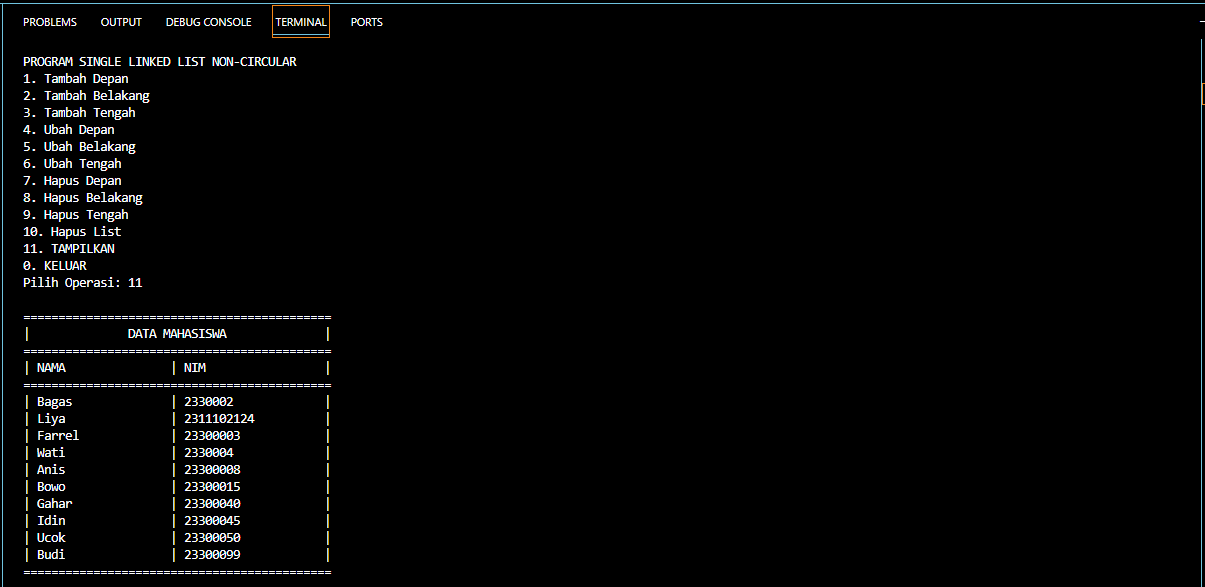 PROBLEMS OUTPUT DEBUG CONSOLE TERMINAL PORTS
PROGRAM SINGLE LINKED LIST NON-CIRCULAR
1. Tambah Depan
2. Tambah Belakang
3. Tambah Tengah
4. Ubah Depan
5. Ubah Belakang
6. Ubah Tengah
7. Hapus Depan
8. Hapus Belakang
9. Hapus Tengah
10. Hapus List
11. TAMPILKAN
0. KELUAR
Pilih Operasi: 11
============================================
| DATA MAHASISWA |
============================================
| NAMA | NIM |
============================================
| Bagas | 2330002 |
| Liya | 2311102124 |
| Farrel | 23300003 |
| Wati | 2330004 |
| Anis | 23300008 |
| Bowo | 23300015 |
| Gahar | 23300040 |
| Idin | 23300045 |
| Ucok | 23300050 |
| Budi | 23300099 |
============================================